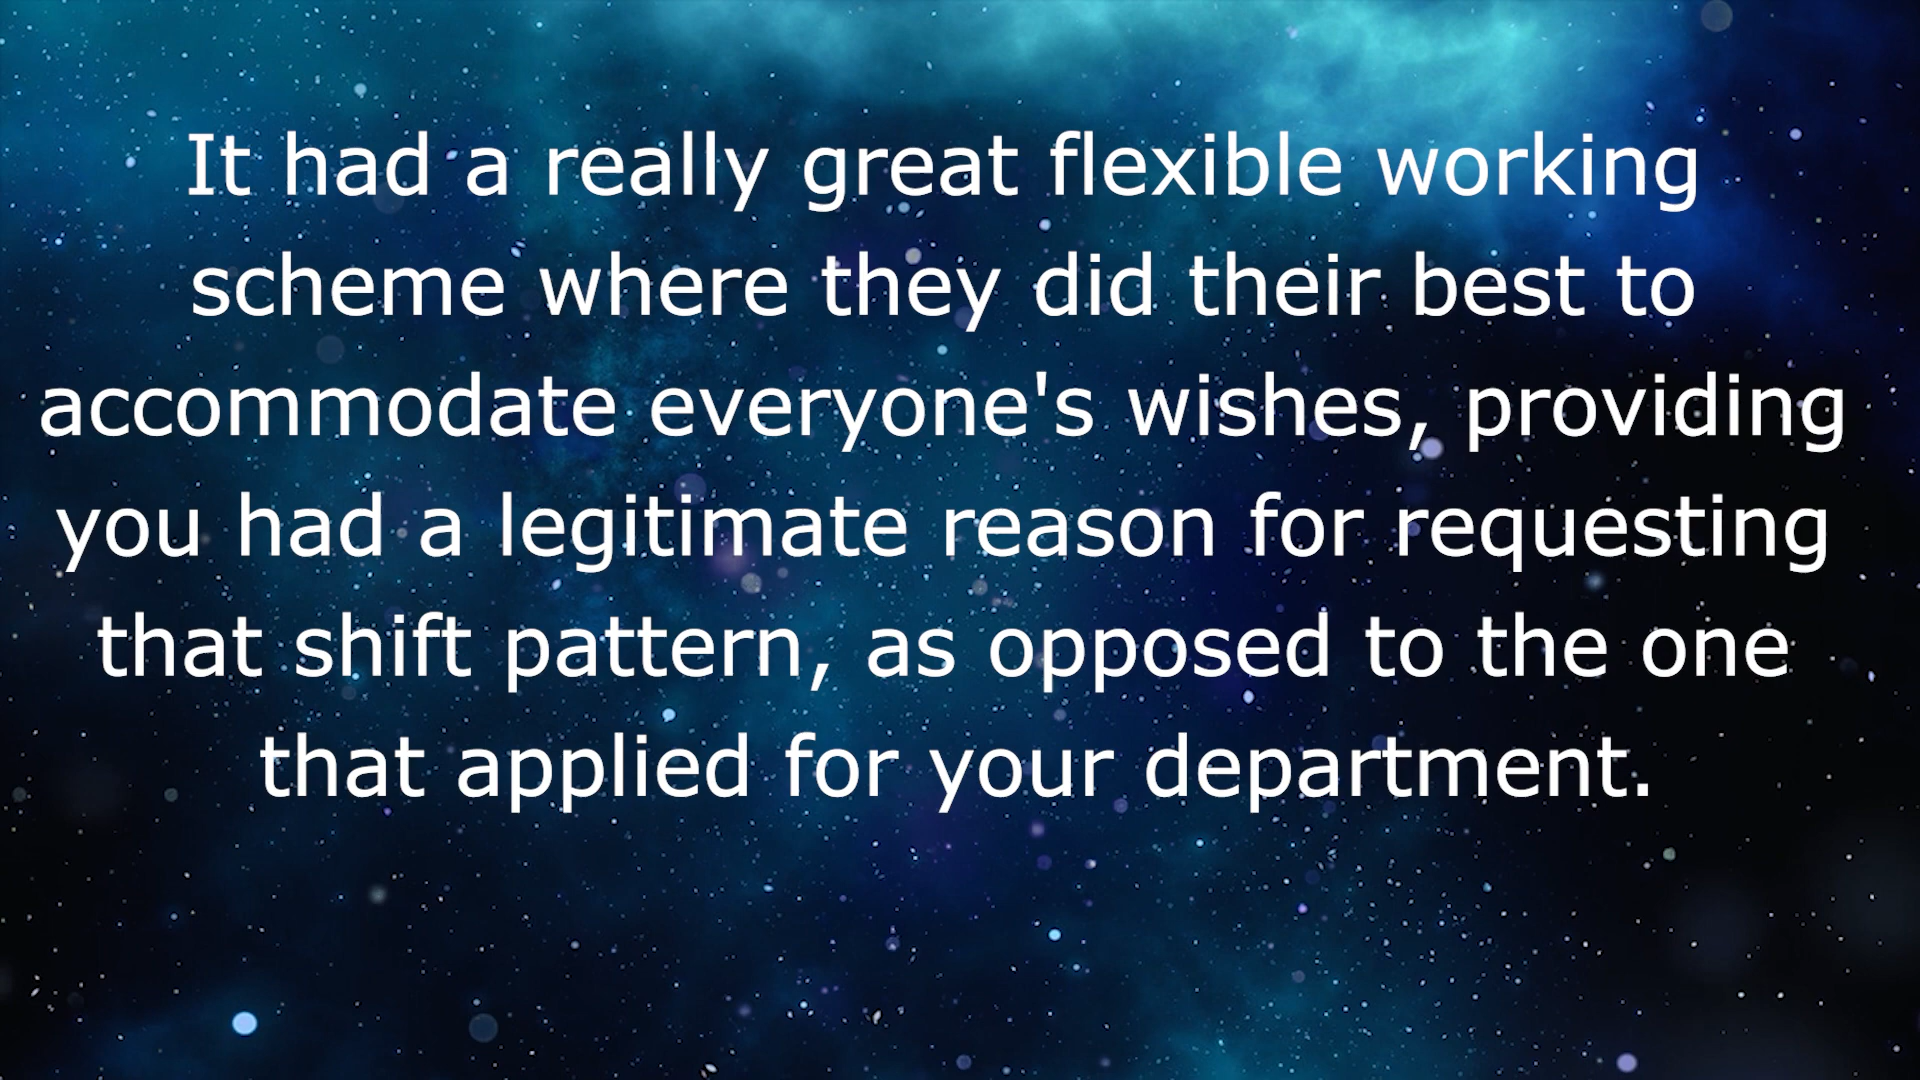 It had a really great flexible working
scheme where they did their best to
accommodate everyone's wishes, providing
you had a legitimate reason for requesting
that shift pattern, as opposed to the one
that applied for your department.